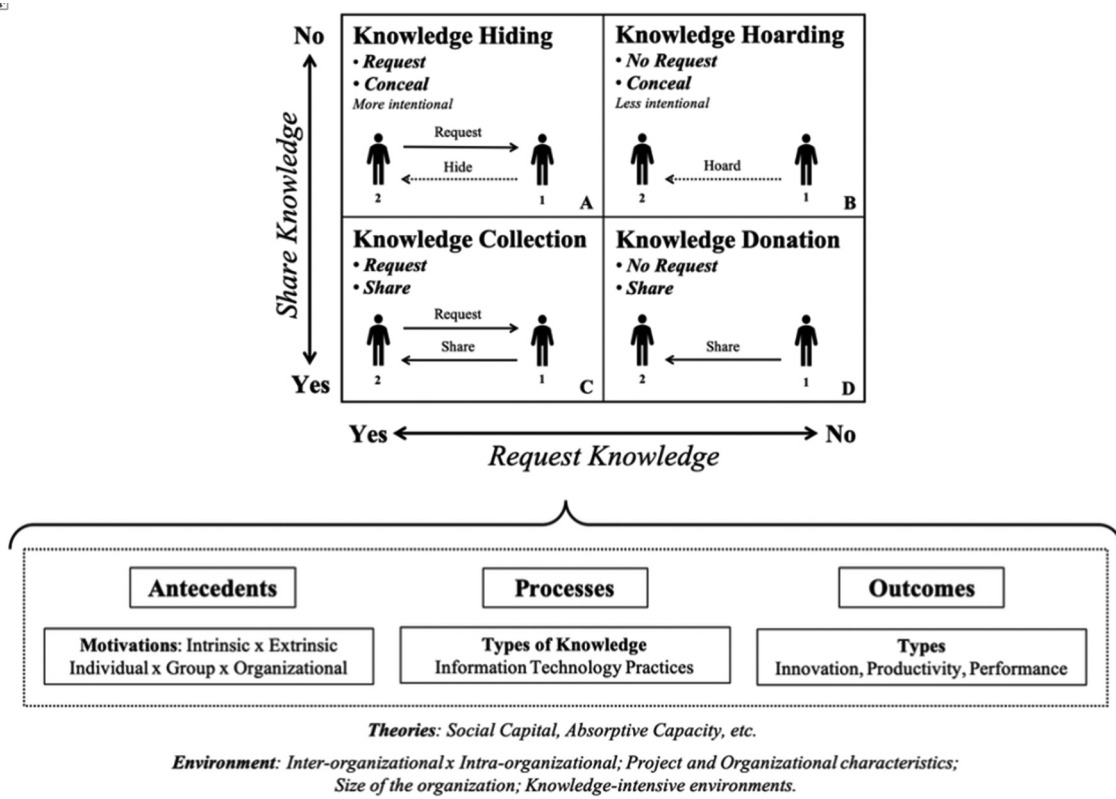 No
Share Knowledge
Yes
Knowledge Hiding
• Request
• Conceal
More intentional
Request
Hide
2
1
A
Knowledge Hoarding
• No Request
• Conceal
Less intentional
Hoard
2
1
B
Knowledge Collection
• Request
• Share
Request
Share
2
1
C
Knowledge Donation
• No Request
• Share
Share
2
1
D
Yes
No
Request Knowledge
Antecedents
Motivations: Intrinsic x Extrinsic
Individual x Group x Organizational
Processes
Types of Knowledge
Information Technology Practices
Outcomes
Types
Innovation, Productivity, Performance
Theories: Social Capital, Absorptive Capacity, etc.
Environment: Inter-organizational x Intra-organizational; Project and Organizational characteristics;
Size of the organization; Knowledge-intensive environments.